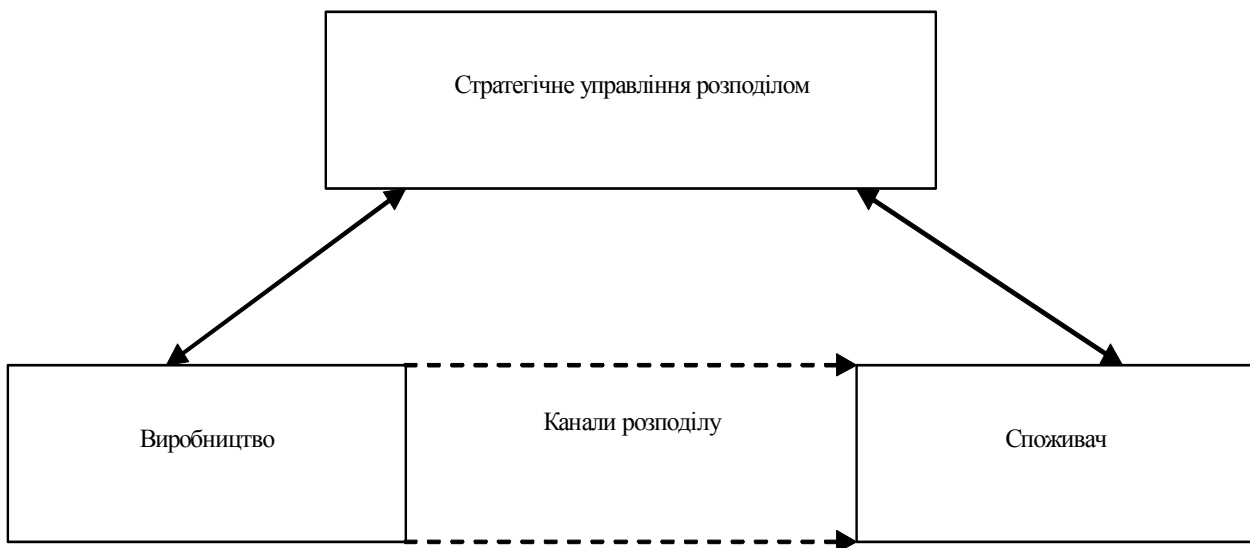 Стратегічне управління розподілом
Виробництво
Канали розподілу
Споживач